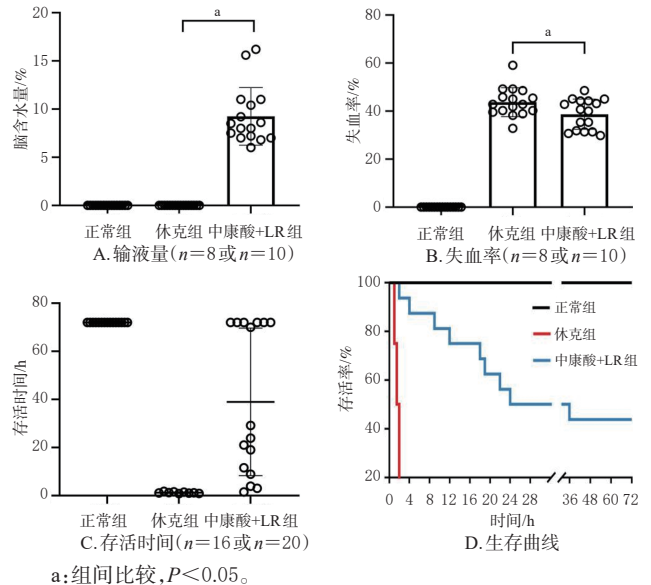 20
15
10
5
0
脑含水量/%
a
正常组 休克组 中康酸+LR组
A.输液量(n=8或n=10)
80
60
40
20
0
失血率/%
a
正常组 休克组 中康酸+LR组
B.失血率(n=8或n=10)
80
60
40
20
0
存活时间/h
正常组 休克组 中康酸+LR组
C.存活时间(n=16或n=20)
100
80
60
40
20
存活率/%
正常组
休克组
中康酸+LR组
0 4 8 12 16 20 24 28 36 48 60 72
时间/h
D.生存曲线
a:组间比较,P<0.05。